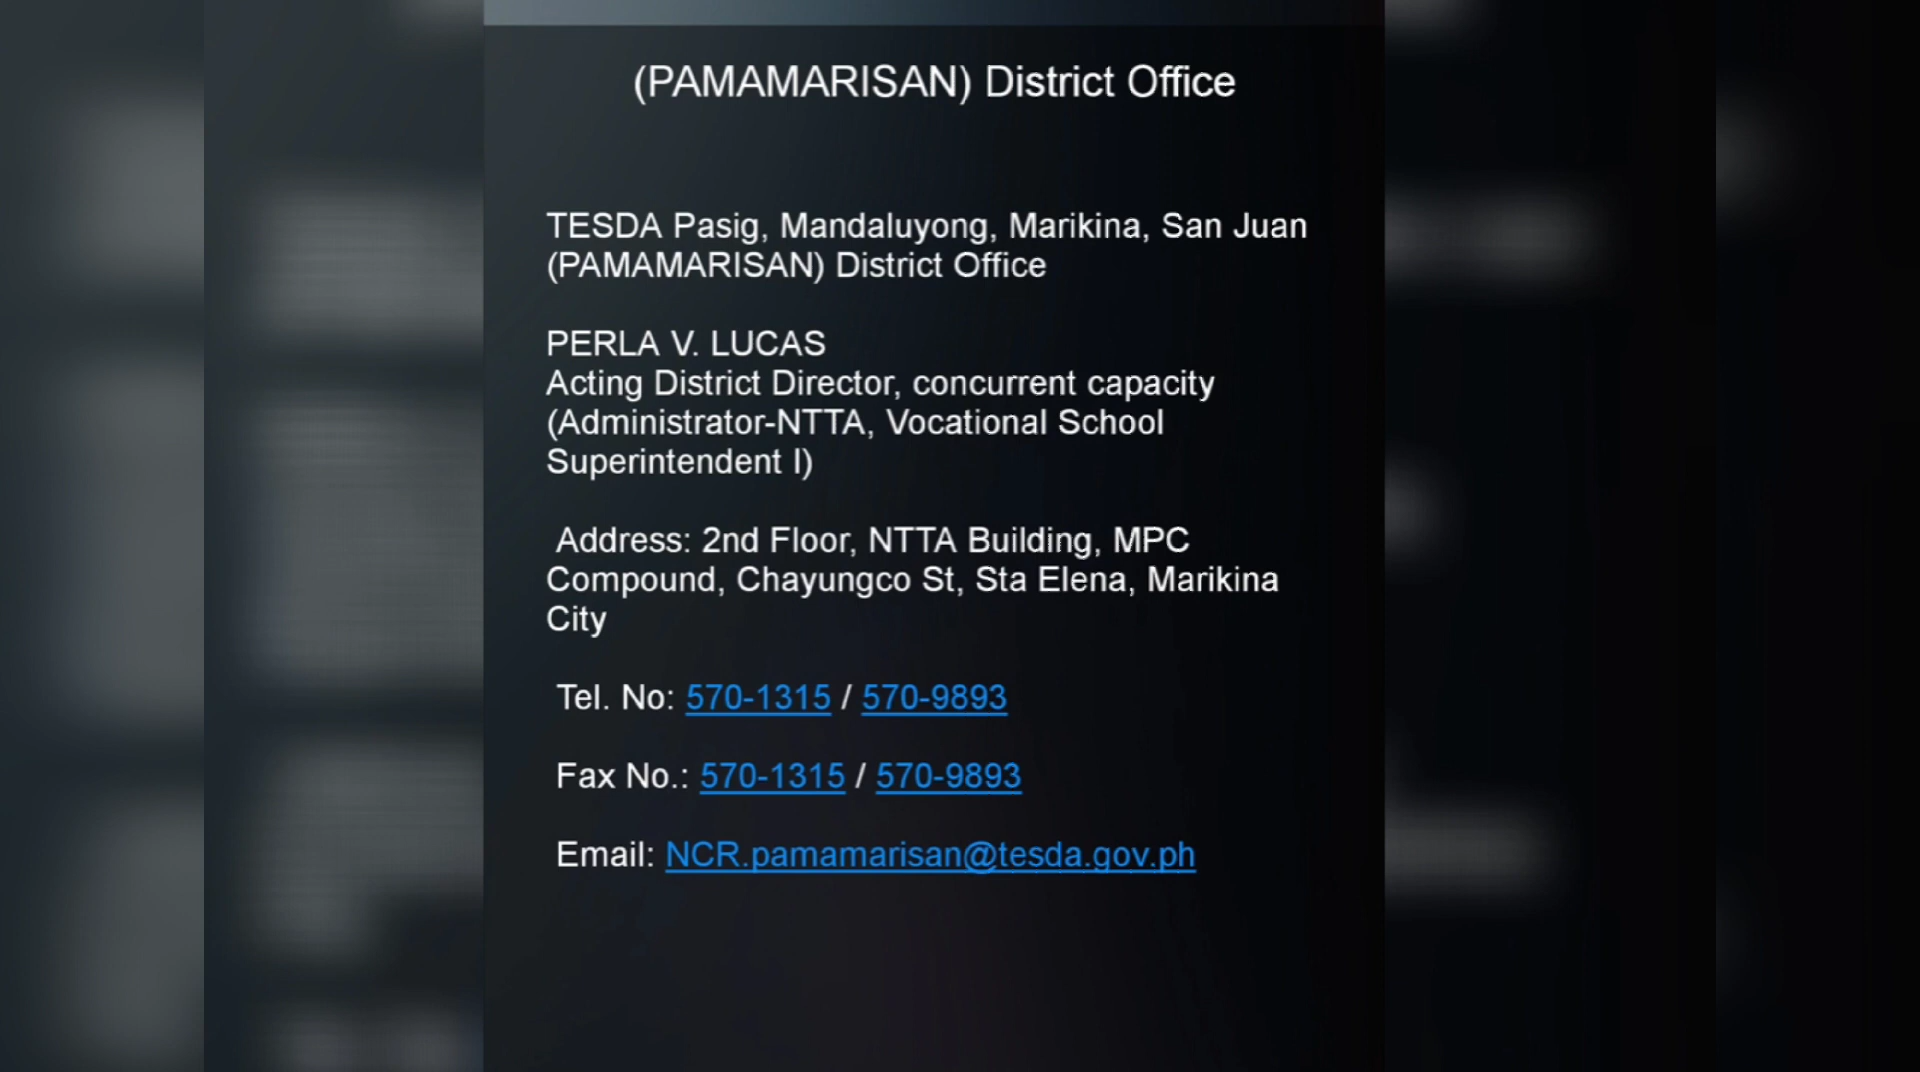 (PAMAMARISAN) District Office
TESDA Pasig, Mandaluyong, Marikina, San Juan
(PAMAMARISAN) District Office
PERLA V. LUCAS
Acting District Director, concurrent capacity
(Administrator-NTTA, Vocational School
Superintendent I)
Address: 2nd Floor, NTTA Building, MPC
Compound, Chayungco St, Sta Elena, Marikina
City
Tel. No: 570-1315 / 570-9893
Fax No.: 570-1315 / 570-9893
Email: NCR.pamamarisan@tesda.gov.ph